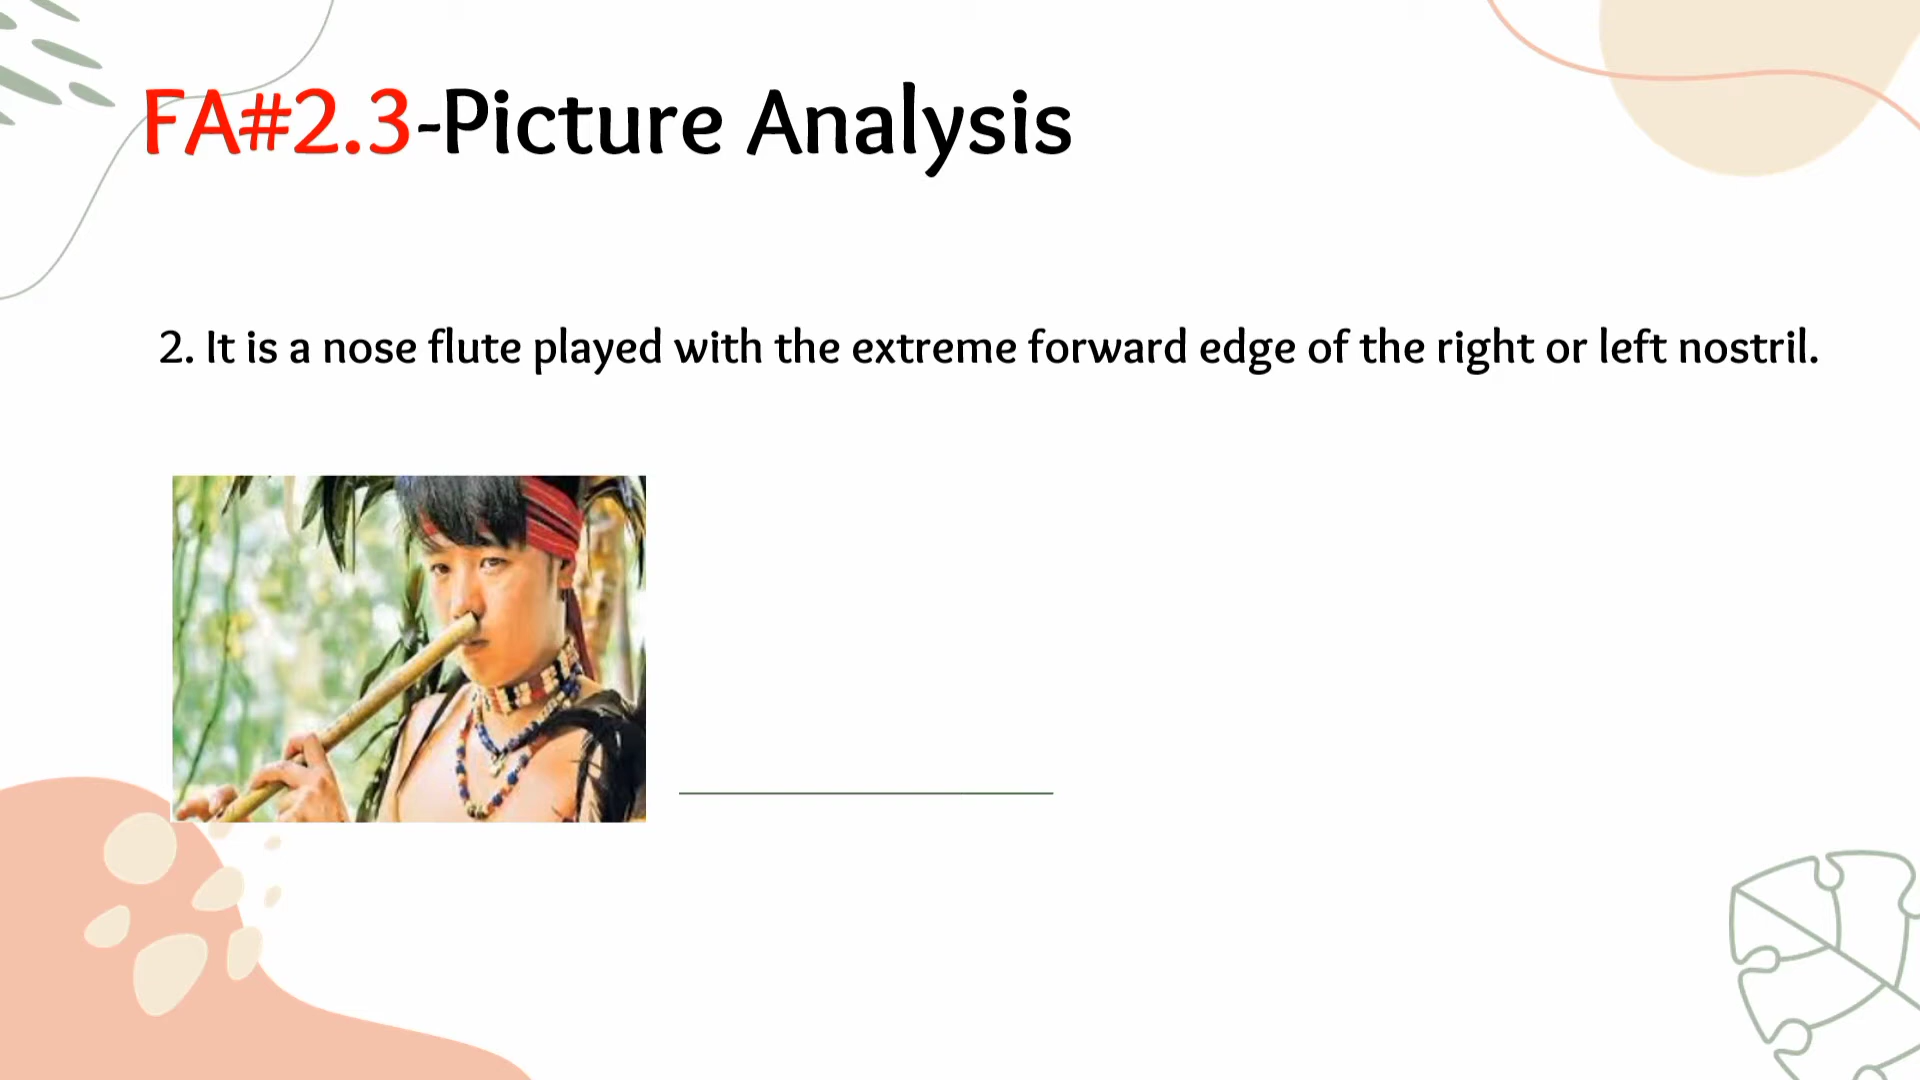 FA#2.3-Picture Analysis
2. It is a nose flute played with the extreme forward edge of the right or left nostril.